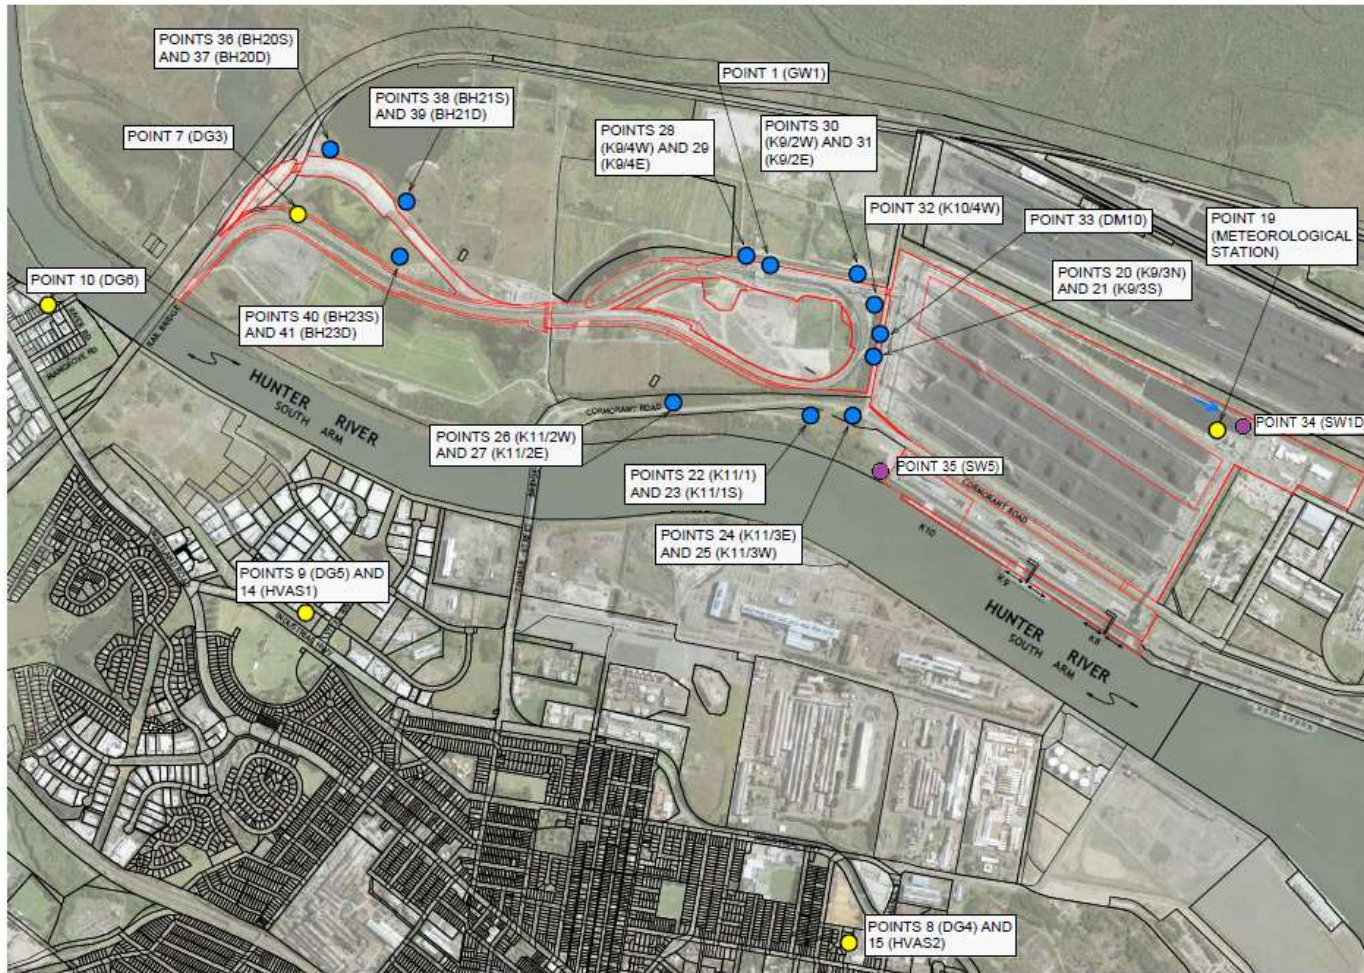 POINTS 36 (BH20S)
AND 37 (BH20D)
POINT 1 (GW1)
POINTS 38 (BH21S)
AND 39 (BH21D)
POINT 7 (DG3)
POINTS 28
(K9/4W) AND 29
(K9/4E)
POINTS 30
(K9/2W) AND 31
(K9/2E)
POINT 32 (K10/4W)
POINT 33 (DM10)
POINT 19
(METEOROLOGICAL
STATION)
POINTS 20 (K9/3N)
AND 21 (K9/3S)
POINT 10 (DG6)
POINTS 40 (BH23S)
AND 41 (BH23D)
RAIL BRIDGE
MANGROVE RD
HUNTER RIVER
SOUTH ARM
CORMORANT ROAD
POINTS 26 (K11/2W)
AND 27 (K11/2E)
POINTS 22 (K11/1)
AND 23 (K11/1S)
POINTS 24 (K11/3E)
AND 25 (K11/3W)
POINT 34 (SW1D
POINT 35 (SW5)
CORMORANT ROAD
K10
K9
K8
HUNTER RIVER
SOUTH ARM
BRIDGE
POINTS 9 (DG5) AND
14 (HVAS1)
POINTS 8 (DG4) AND
15 (HVAS2)